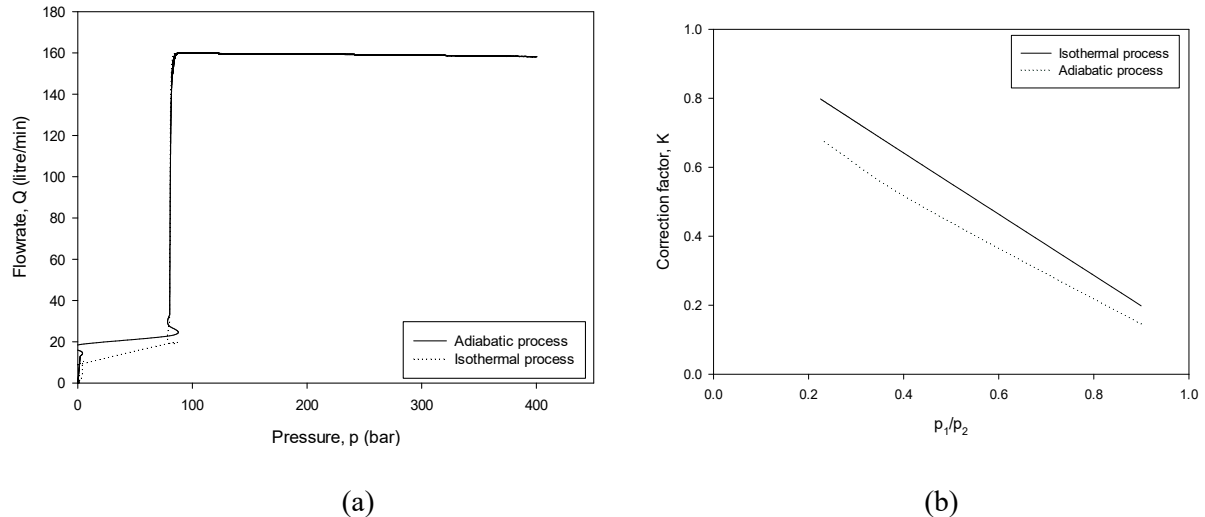 Flowrate, Q (litre/min)
180
160
140
120
100
80
60
40
20
0
0
100
200
300
400
Pressure, p (bar)
Adiabatic process
Isothermal process
(a)
Correction factor, K
1.0
0.8
0.6
0.4
0.2
0.0
0.0
0.2
0.4
0.6
0.8
1.0
p1/p2
Isothermal process
Adiabatic process
(b)